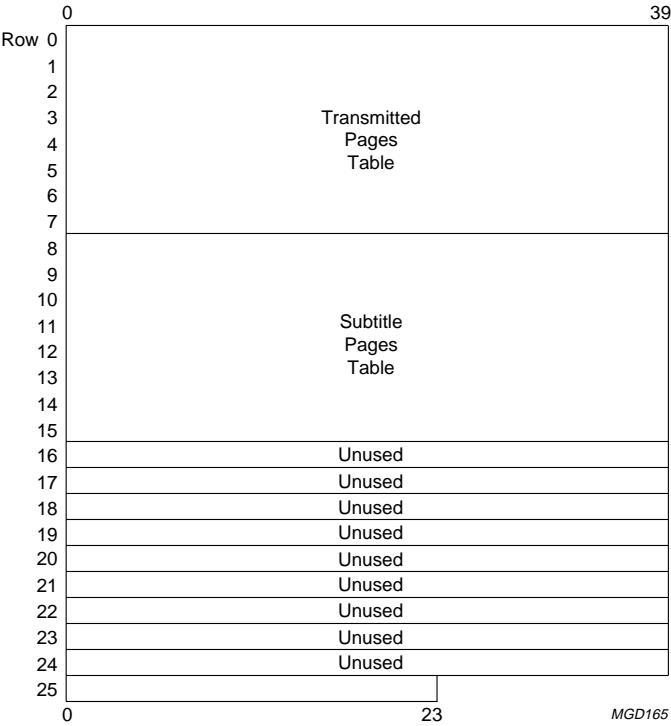 0 39
Row 0
1
2
3 Transmitted
4 Pages
5 Table
6
7
8
9
10
11 Subtitle
12 Pages
13 Table
14
15
16 Unused
17 Unused
18 Unused
19 Unused
20 Unused
21 Unused
22 Unused
23 Unused
24 Unused
25
0 23 MGD165